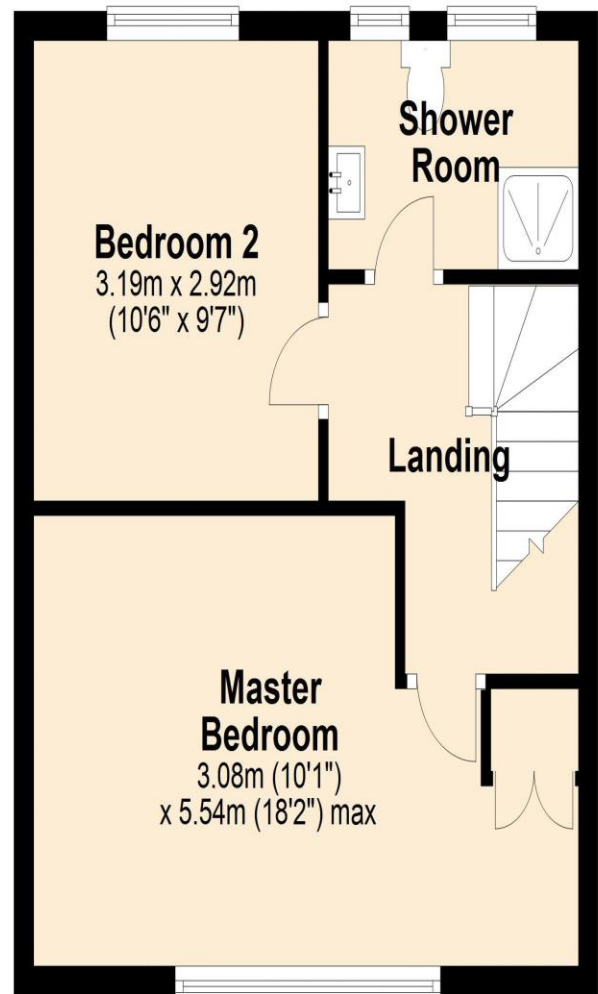 Shower
Room
Bedroom 2
3.19m x 2.92m
(10'6" x 9'7")
Landing
Master
Bedroom
3.08m (10'1")
x 5.54m (18'2") max